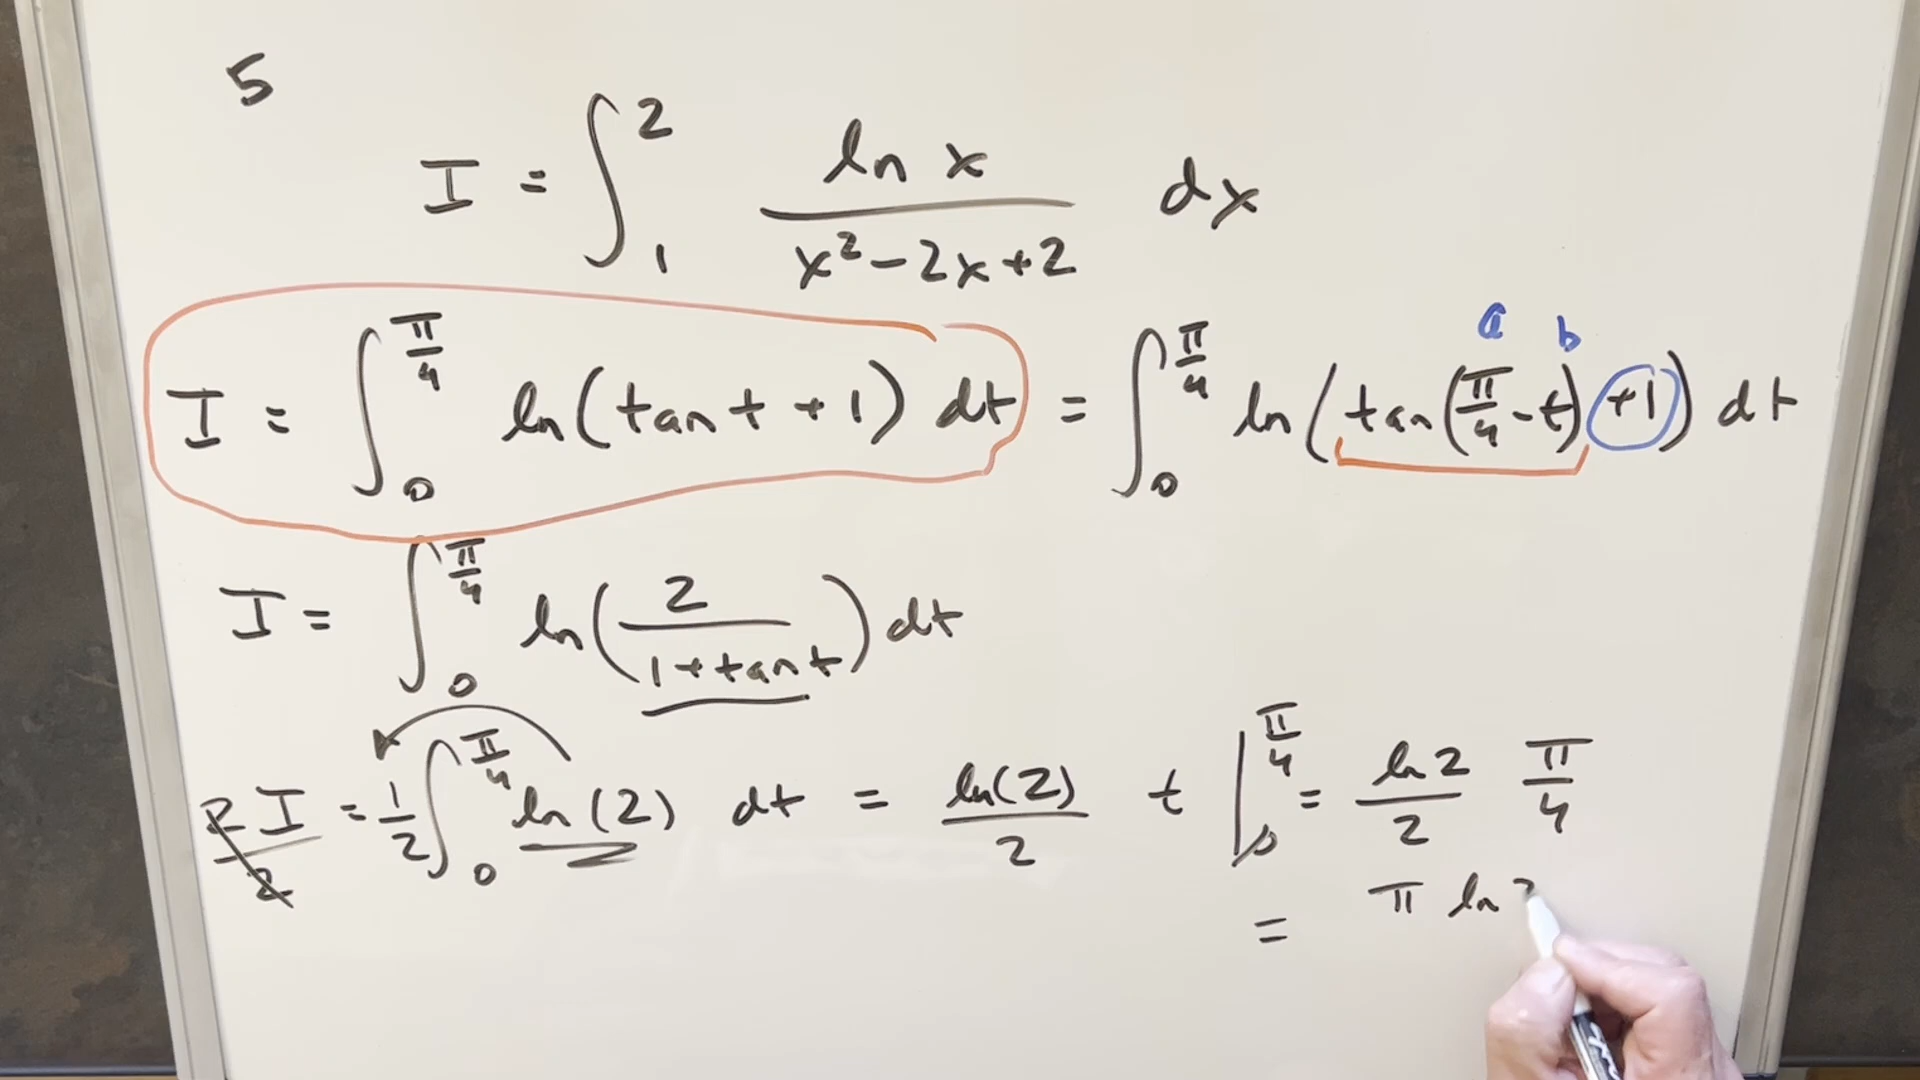 5
I = ∫₁² ln x / (x² - 2x + 2) dx
a b
I = ∫₀^(π/4) ln(tan t + 1) dt = ∫₀^(π/4) ln(tan(π/4 - t) + 1) dt
I = ∫₀^(π/4) ln(2 / (1 + tan t)) dt
2I/2 = 1/2 ∫₀^(π/4) ln(2) dt = ln(2)/2 t |₀^(π/4) = ln 2/2 π/4
= π ln 2